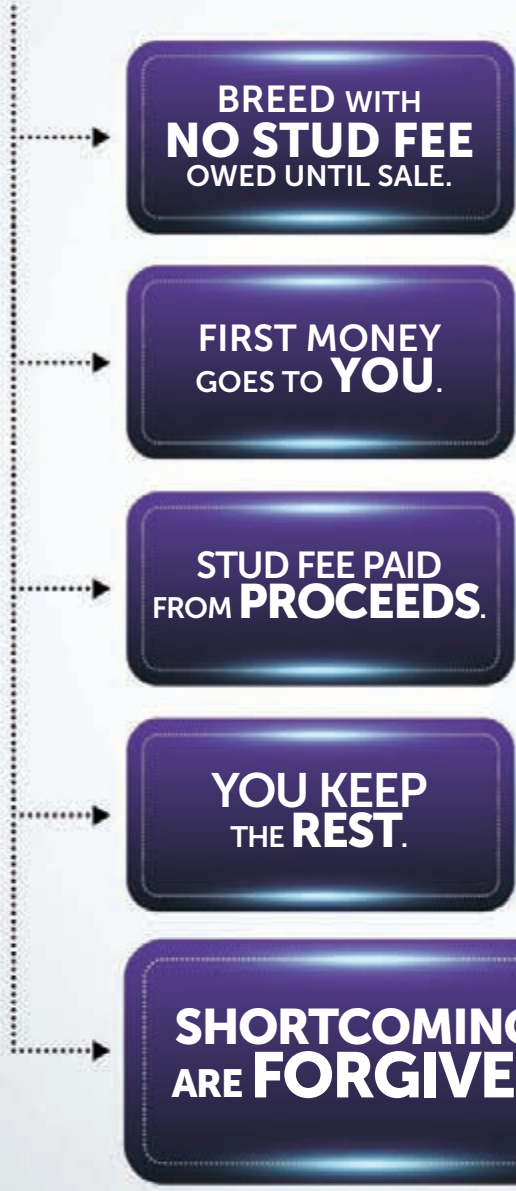 BREED WITH
NO STUD FEE
OWED UNTIL SALE.
FIRST MONEY
GOES TO YOU.
STUD FEE PAID
FROM PROCEEDS.
YOU KEEP
THE REST.
SHORTCOMING
ARE FORGIVE